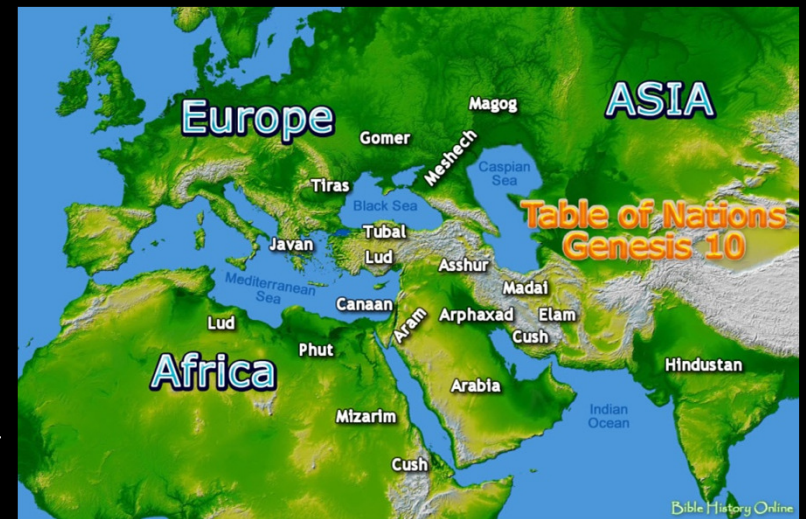 Magog
ASIA
Europe
Gomer
Meshech
Caspian
Sea
Tiras
Black Sea
Table of Nations
Genesis 10
Tubal
Javan
Lud
Asshur
Mediterranean
Sea
Madai
Canaan
Aram
Arphaxad
Elam
Lud
Cush
Phut
Africa
Hindustan
Arabia
Mizarim
Indian
Ocean
Cush
Bible History Online